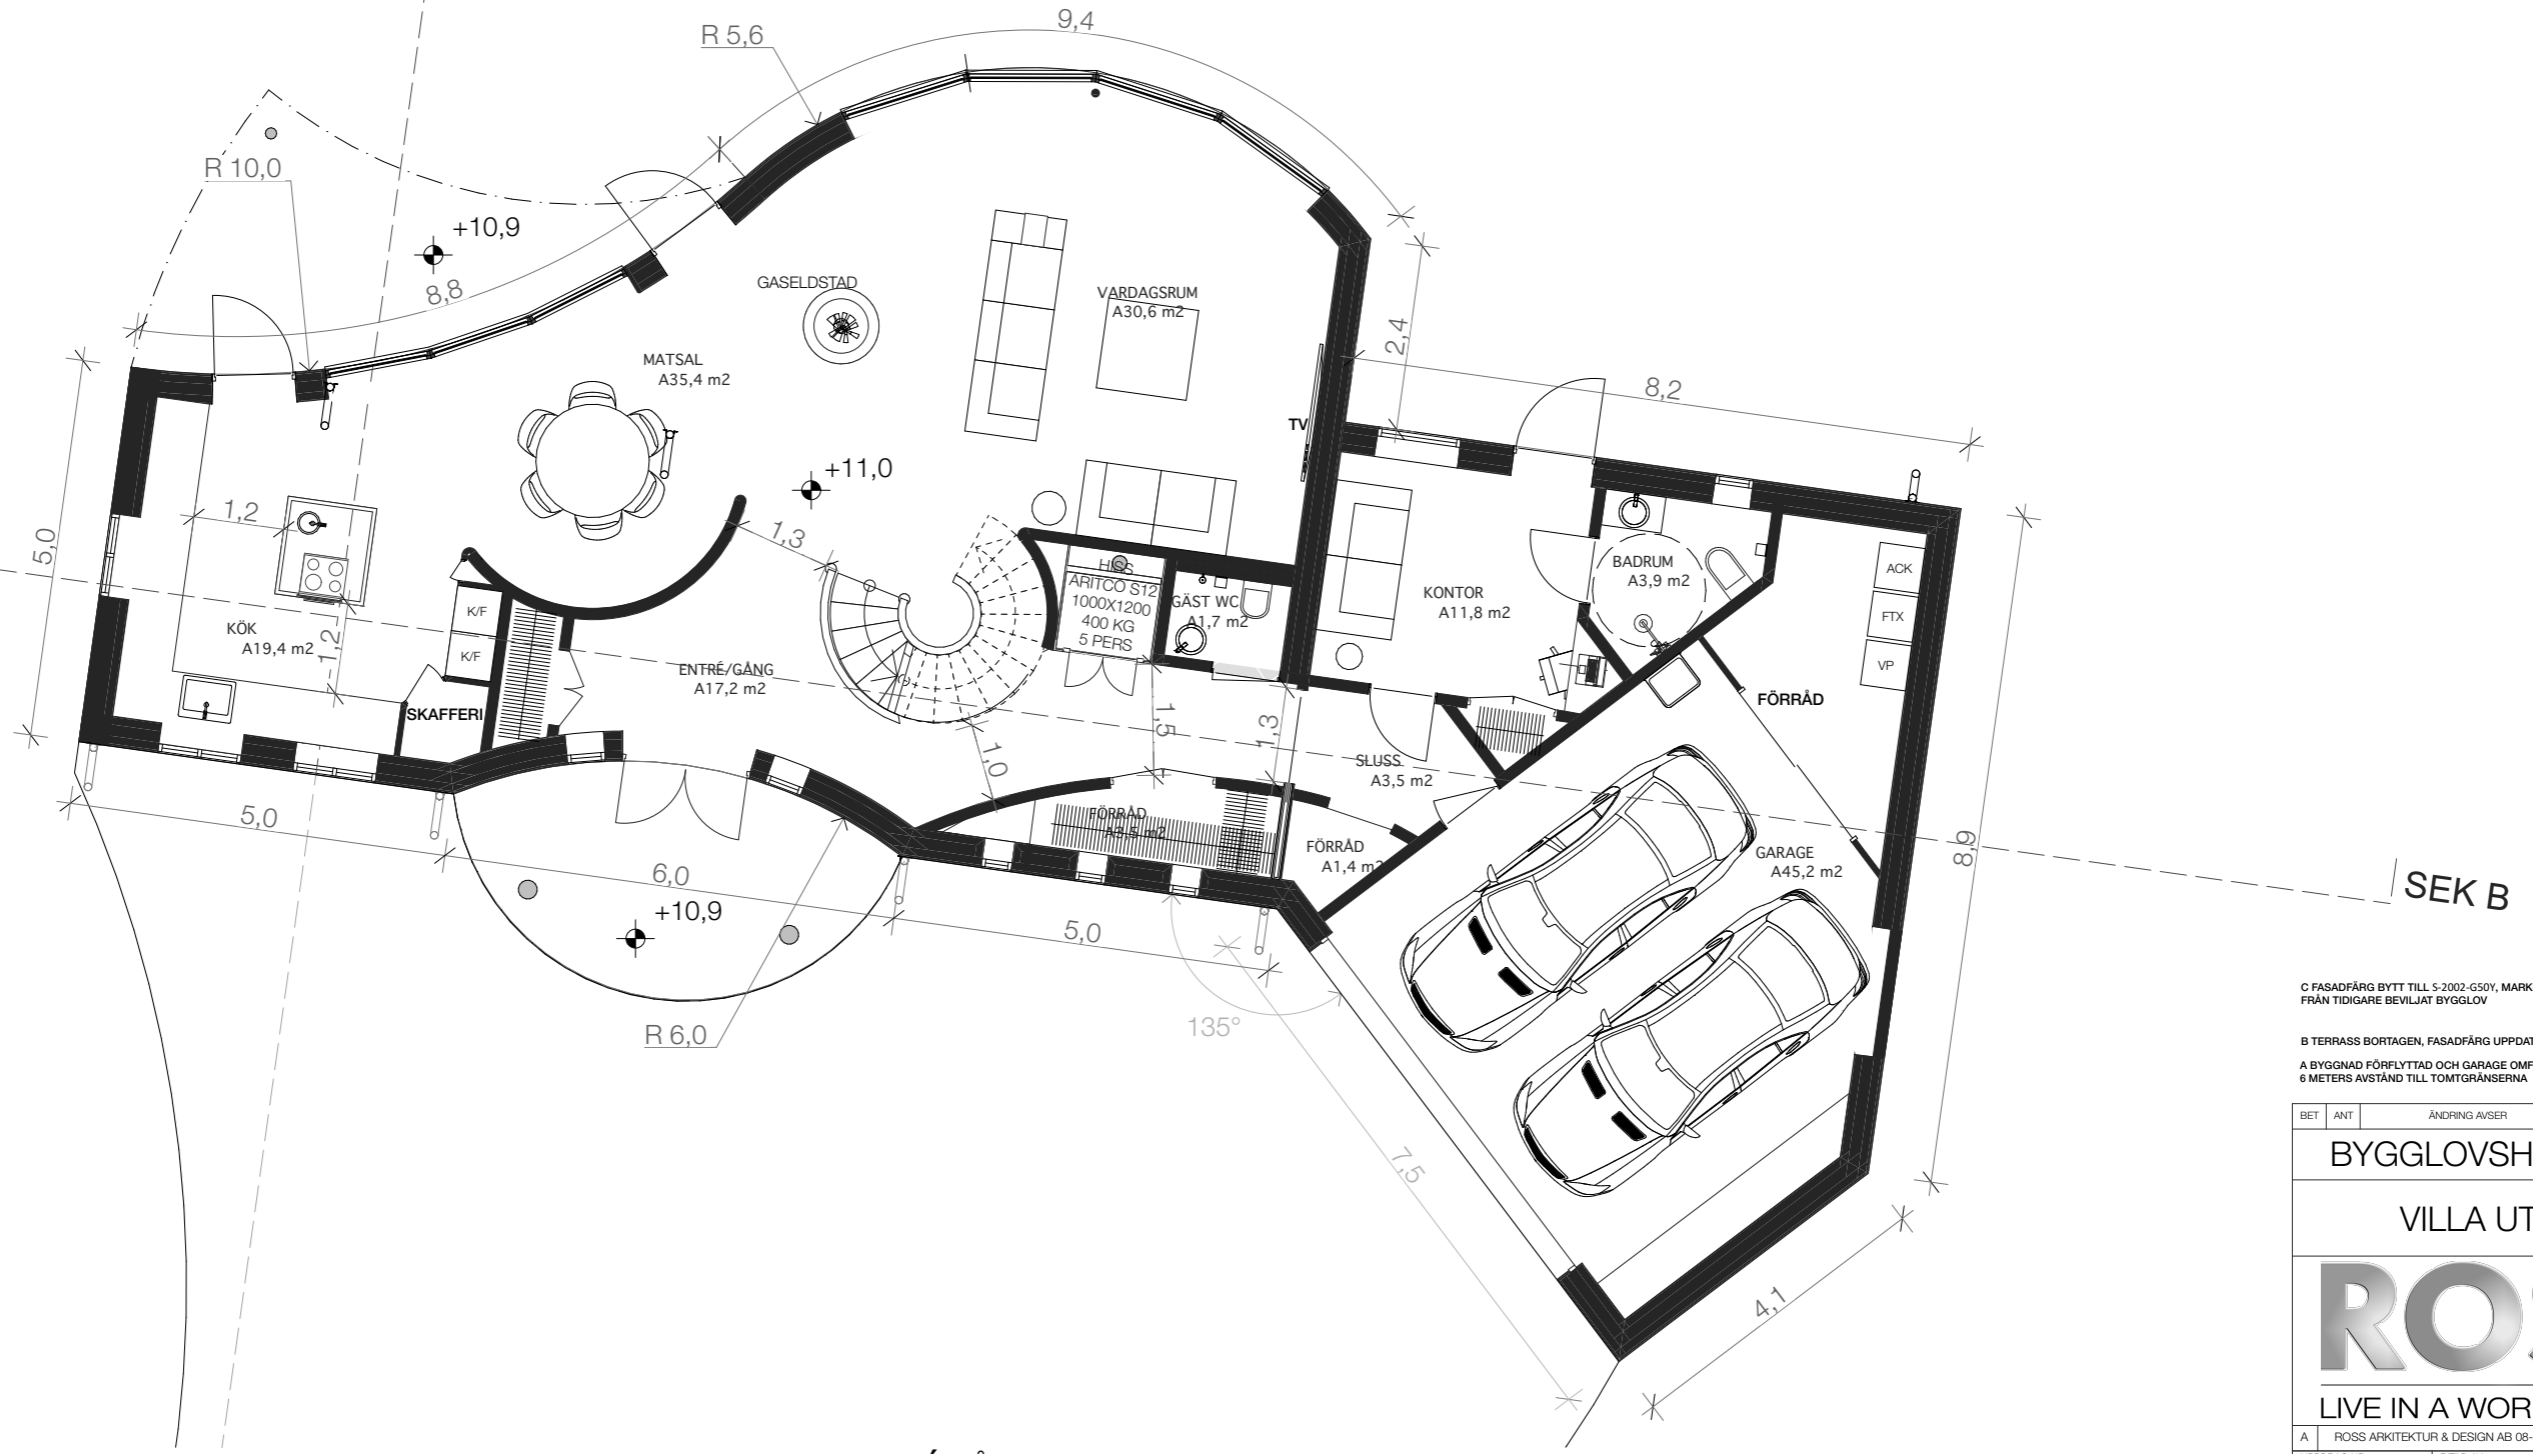 9,4
R 5,6
R 10,0
+10,9
8,8
GASELDSTAD
VARDAGSRUM
A30,6 m2
2,4
MATSAL
A35,4 m2
8,2
TV
+11,0
1,2
5,0
1,3
HISS
ARITCO S12
1000X1200
400 KG
5 PERS
GÄST WC
A1,7 m2
KONTOR
A11,8 m2
BADRUM
A3,9 m2
ACK
FTX
VP
K/F
K/F
KÖK
A19,4 m2
1,2
ENTRÉ/GÅNG
A17,2 m2
SKAFFERI
FÖRRÅD
1,5
1,3
1,0
SLUSS
A3,5 m2
FÖRRÅD
A3,5 m2
FÖRRÅD
A1,4 m2
GARAGE
A45,2 m2
8,9
SEK B
5,0
6,0
+10,9
5,0
R 6,0
135°
7,5
4,1
C FASADFÄRG BYTT TILL S-2002-G50Y, MARK
FRÅN TIDIGARE BEVILJAT BYGGLOV
B TERRASS BORTAGEN, FASADFÄRG UPPDAT
A BYGGNAD FÖRFLYTTAD OCH GARAGE OMF
6 METERS AVSTÅND TILL TOMTGRÄNSERNA
BET ANT ÄNDRING AVSER
BYGGLOVSH
VILLA UT
ROS
LIVE IN A WOR
A ROSS ARKITEKTUR & DESIGN AB 08-